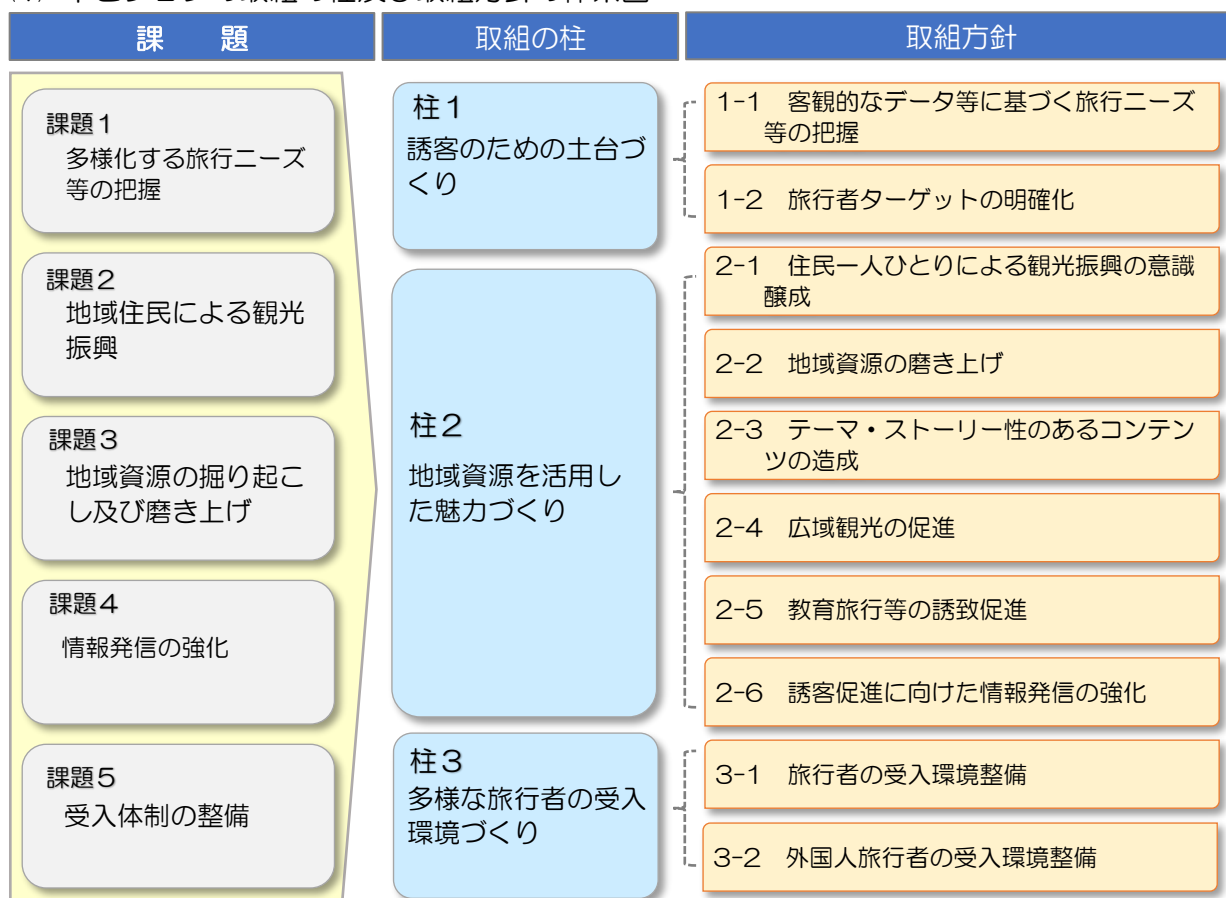 課　題
取組の柱
取組方針
課題１
多様化する旅行ニーズ
等の把握
課題２
地域住民による観光
振興
課題３
地域資源の掘り起こ
し及び磨き上げ
課題４
情報発信の強化
課題５
受入体制の整備
柱１
誘客のための土台づ
くり
柱２
地域資源を活用し
た魅力づくり
柱３
多様な旅行者の受入
環境づくり
1-1　客観的なデータ等に基づく旅行ニーズ
等の把握
1-2　旅行者ターゲットの明確化
2-1　住民一人ひとりによる観光振興の意識
醸成
2-2　地域資源の磨き上げ
2-3　テーマ・ストーリー性のあるコンテン
ツの造成
2-4　広域観光の促進
2-5　教育旅行等の誘致促進
2-6　誘客促進に向けた情報発信の強化
3-1　旅行者の受入環境整備
3-2　外国人旅行者の受入環境整備